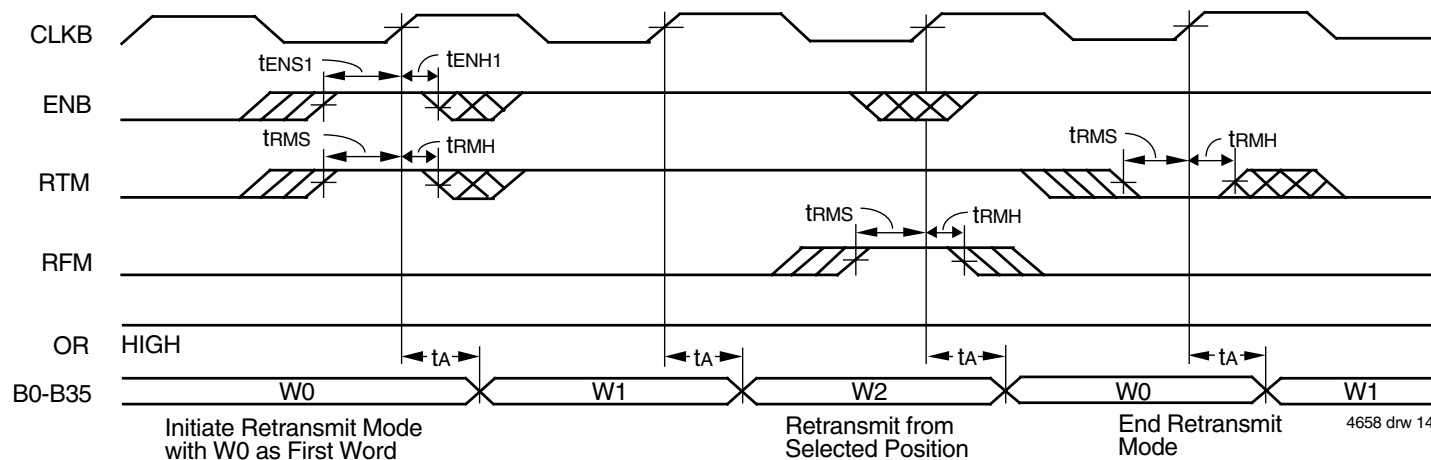 CLKB
tENS1 tENH1
ENB
tRMS tRMH tRMS tRMH
RTM
tRMS tRMH
RFM
OR HIGH
tA tA tA tA
B0-B35 W0 W1 W2 W0 W1
Initiate Retransmit Mode
with W0 as First Word
Retransmit from
Selected Position
End Retransmit
Mode
4658 drw 14